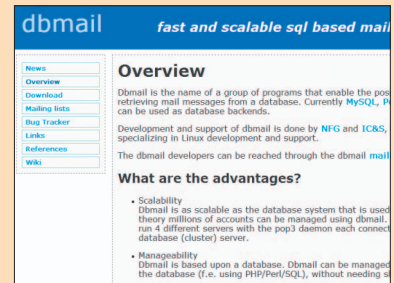 dbmail
fast and scalable sql based mail
News
Overview
Download
Mailing lists
Bug Tracker
Links
References
Wiki
Overview
Dbmail is the name of a group of programs that enable the pos
retrieving mail messages from a database. Currently MySQL, P
can be used as database backends.
Development and support of dbmail is done by NFG and IC&S,
specializing in Linux development and support.
The dbmail developers can be reached through the dbmail mail
What are the advantages?
• Scalability
Dbmail is as scalable as the database system that is used
theory millions of accounts can be managed using dbmail.
run 4 different servers with the pop3 daemon each connect
database (cluster) server.
• Manageability
Dbmail is based upon a database. Dbmail can be managed
the database (f.e. using PHP/Perl/SQL), without needing